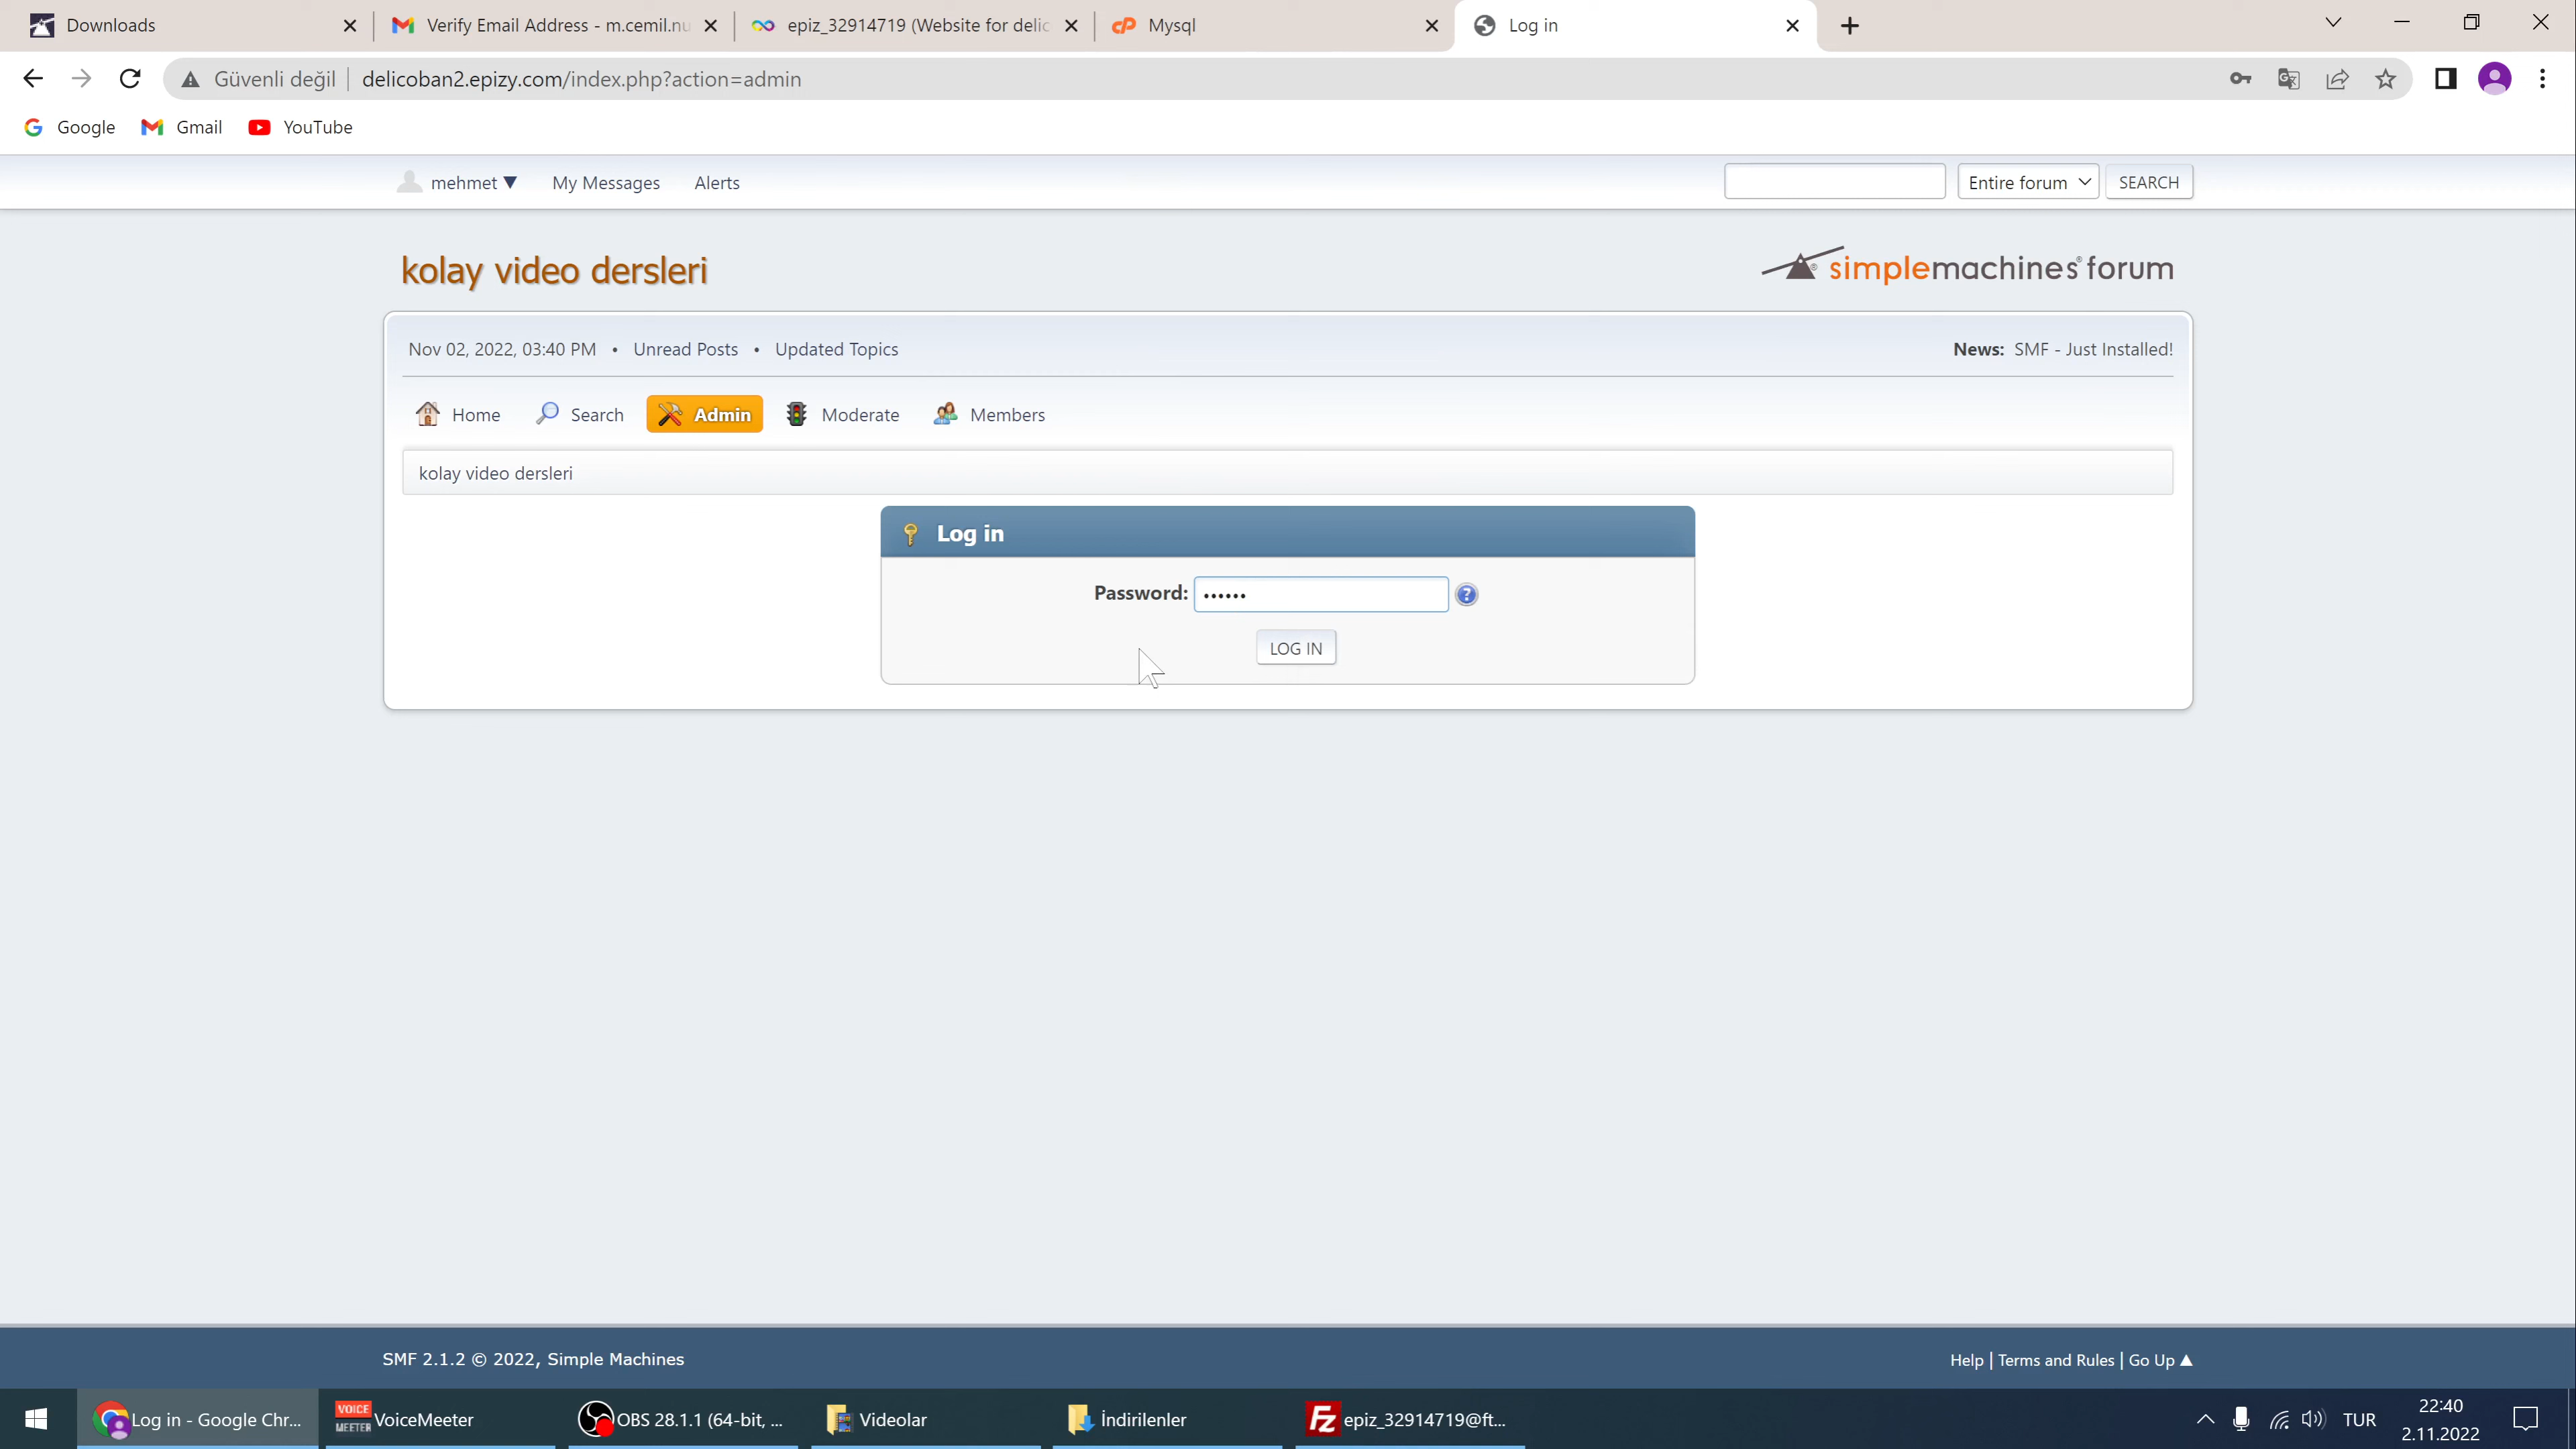 Downloads
Verify Email Address - m.cemil.nu
epiz_32914719 (Website for delic
Mysql
Log in
Güvenli değil
delicoban2.epizy.com/index.php?action=admin
Google
Gmail
YouTube
mehmet ▼ My Messages Alerts
Entire forum
SEARCH
kolay video dersleri
simplemachines® forum
Nov 02, 2022, 03:40 PM • Unread Posts • Updated Topics
News: SMF - Just Installed!
Home
Search
Admin
Moderate
Members
kolay video dersleri
Log in
Password: ••••••
LOG IN
SMF 2.1.2 © 2022, Simple Machines
Help | Terms and Rules | Go Up ▲
Log in - Google Chr...
VOICE MEETER
VoiceMeeter
OBS 28.1.1 (64-bit, ...
Videolar
İndirilenler
epiz_32914719@ft...
TUR
22:40
2.11.2022